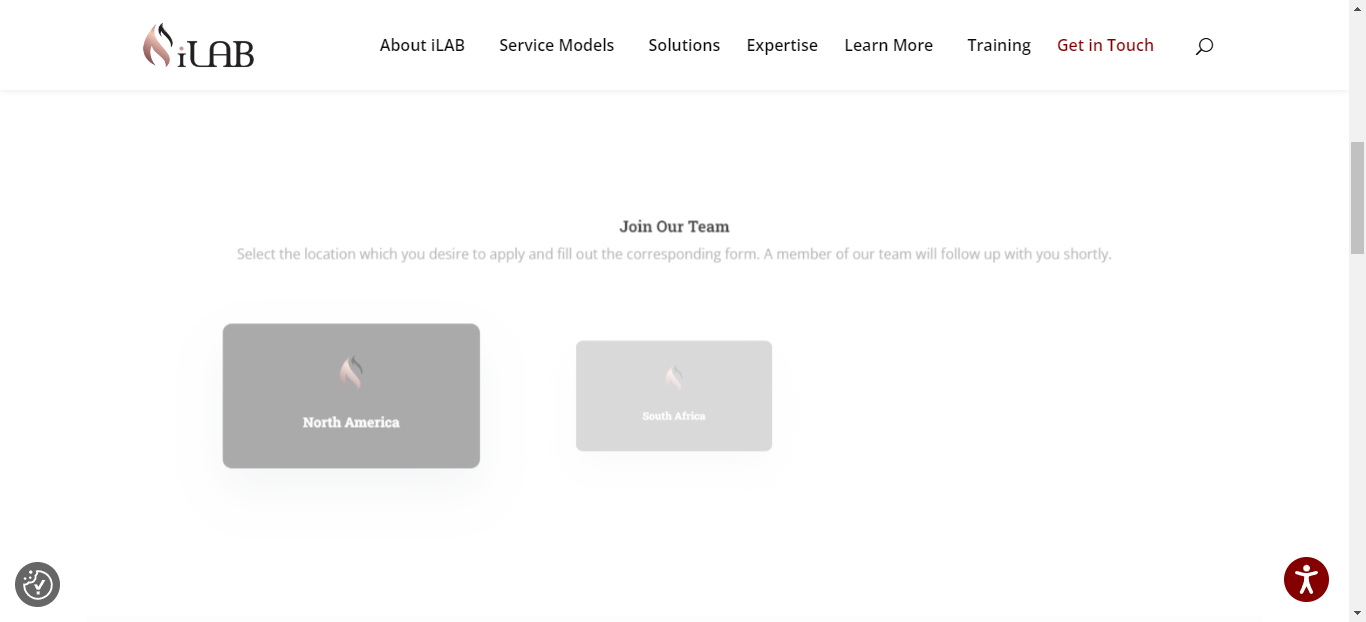 iLAB
About iLAB
Service Models
Solutions
Expertise
Learn More
Training
Get in Touch
Join Our Team
Select the location which you desire to apply and fill out the corresponding form. A member of our team will follow up with you shortly.
North America
South Africa